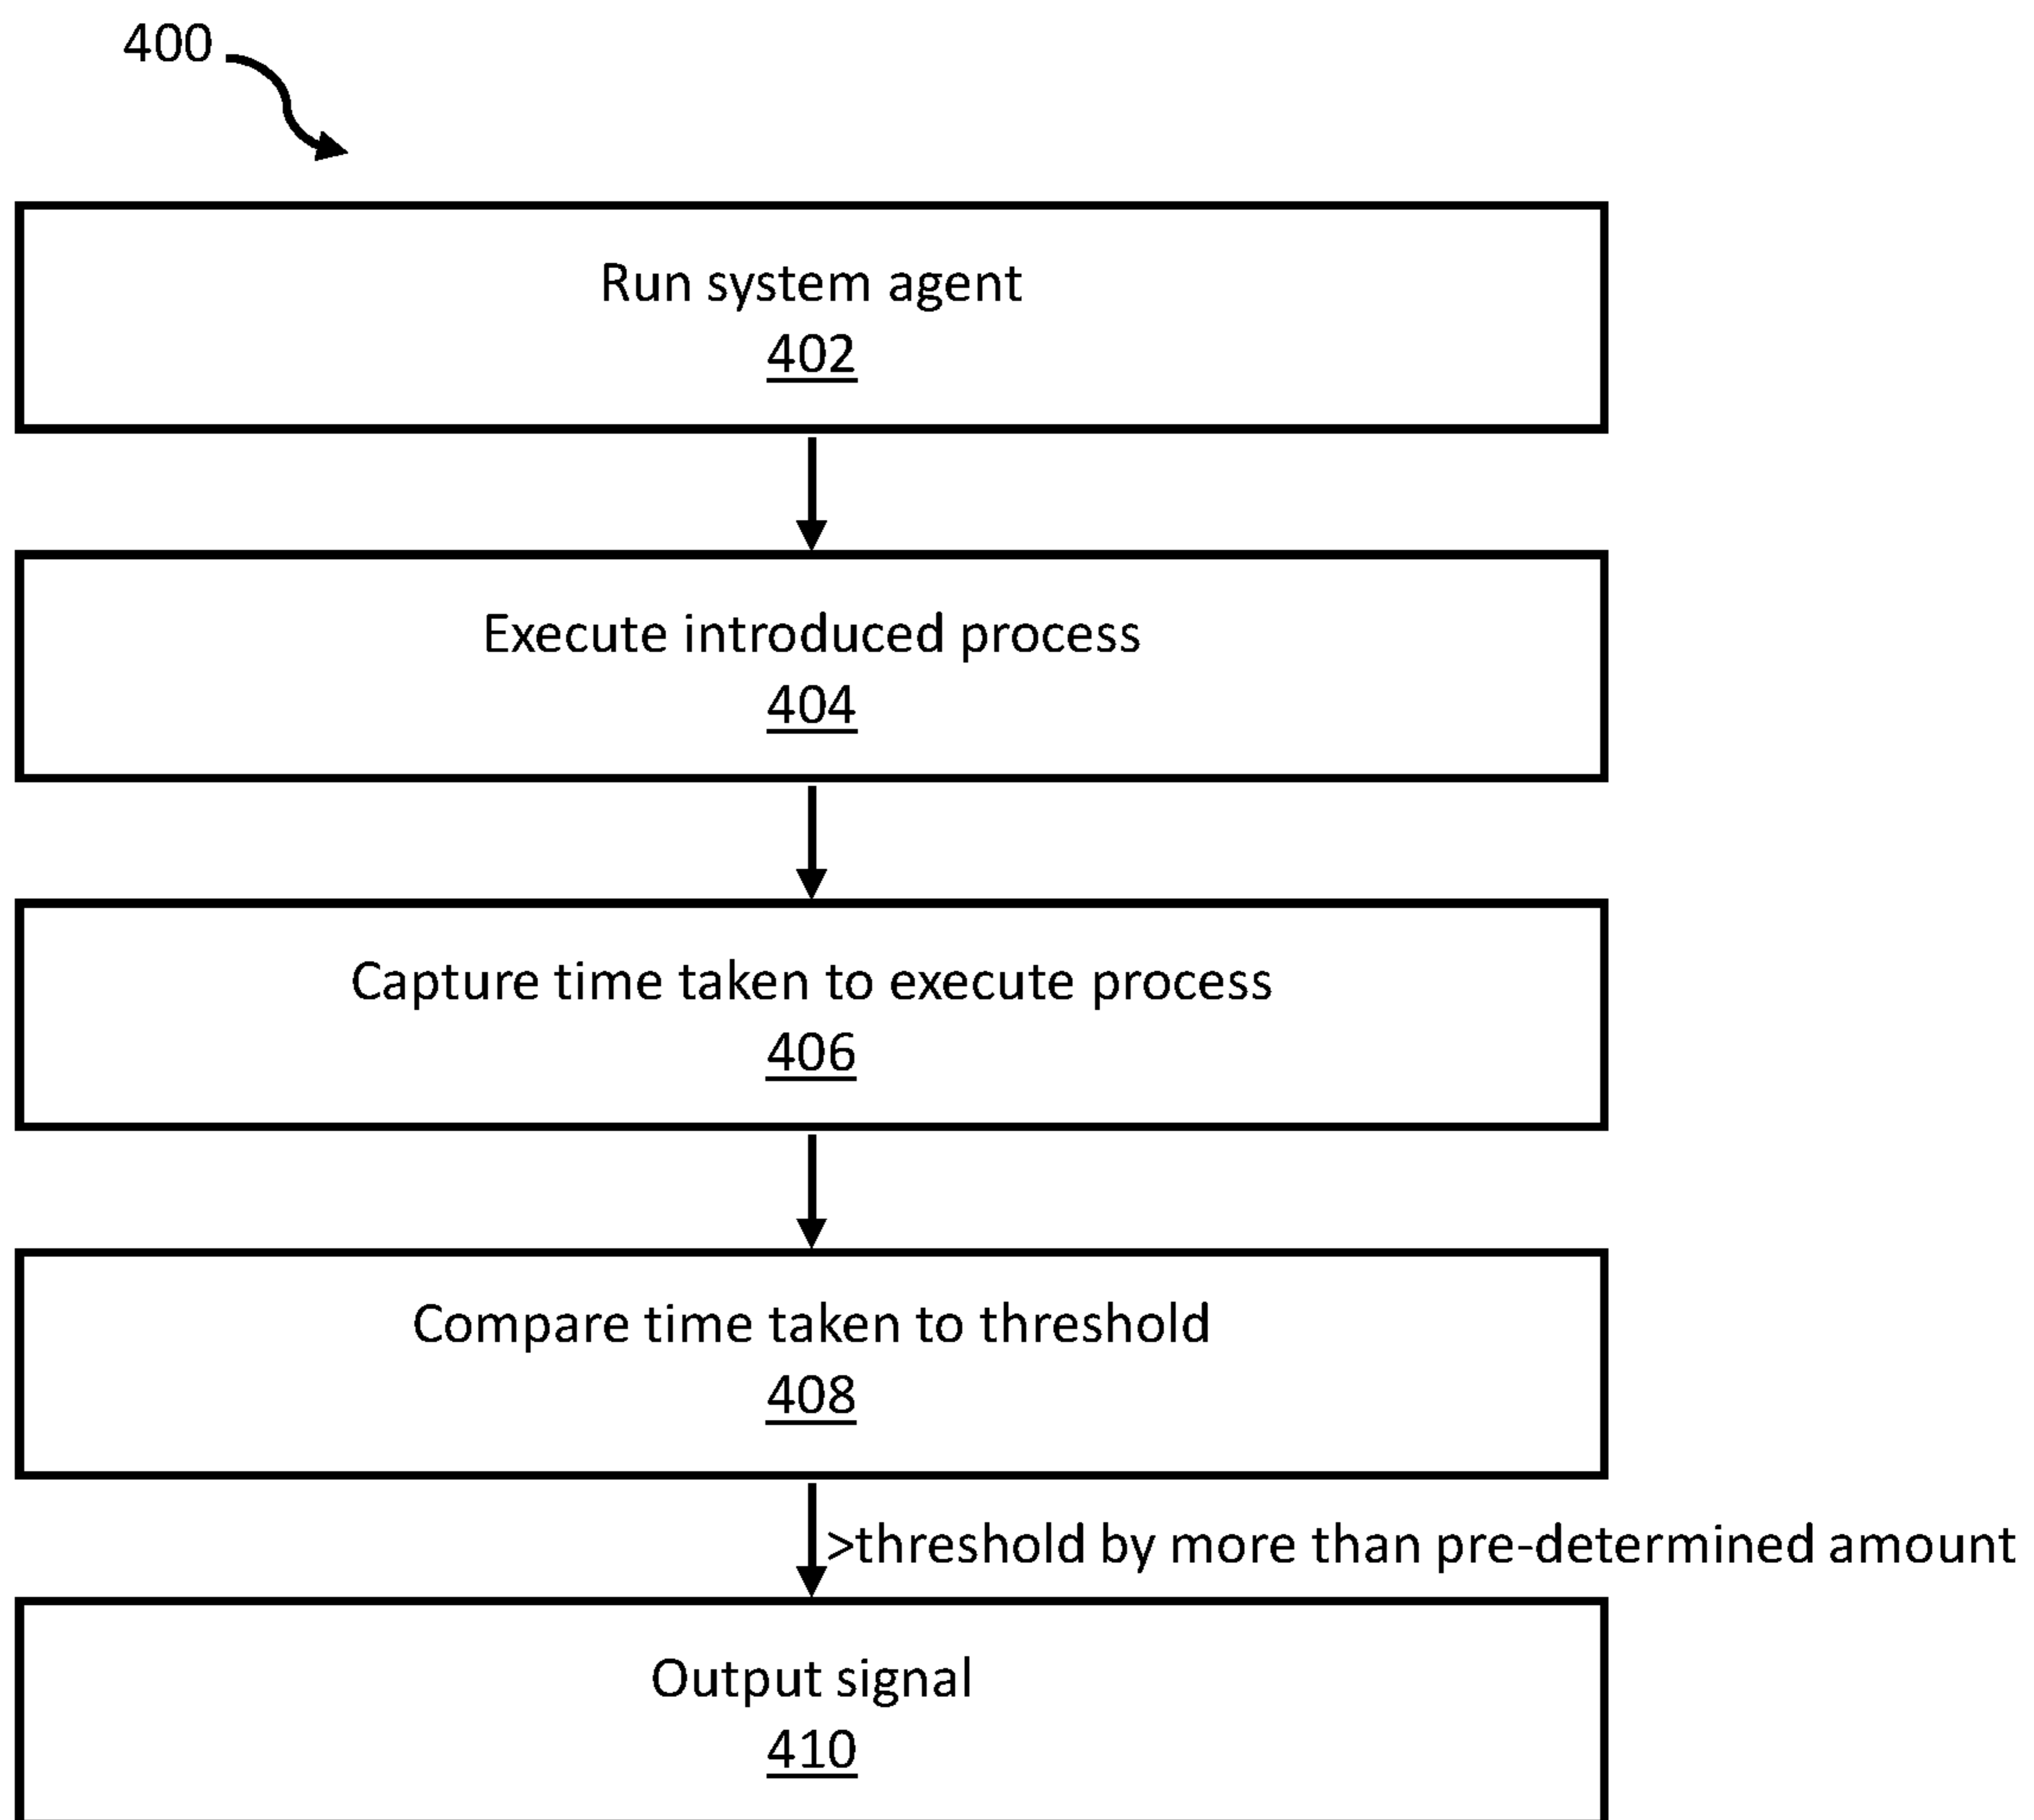 400
Run system agent
402
Execute introduced process
404
Capture time taken to execute process
406
Compare time taken to threshold
408
>threshold by more than pre-determined amount
Output signal
410